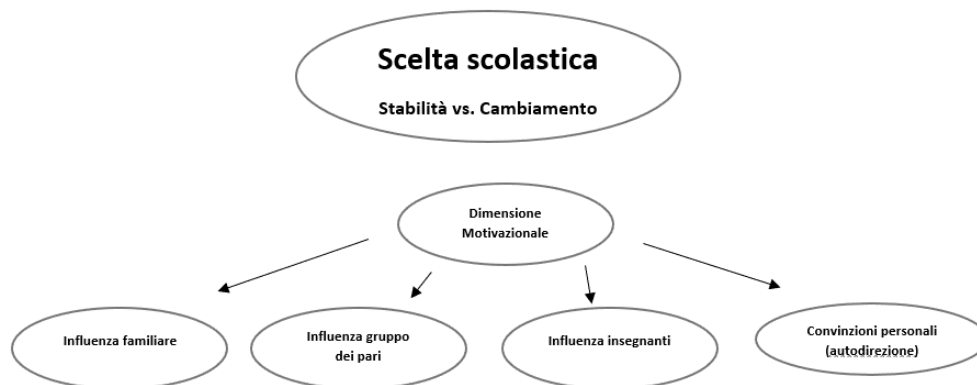 Scelta scolastica
Stabilità vs. Cambiamento
Dimensione
Motivazionale
Influenza familiare
Influenza gruppo
dei pari
Influenza insegnanti
Convinzioni personali
(autodirezione)